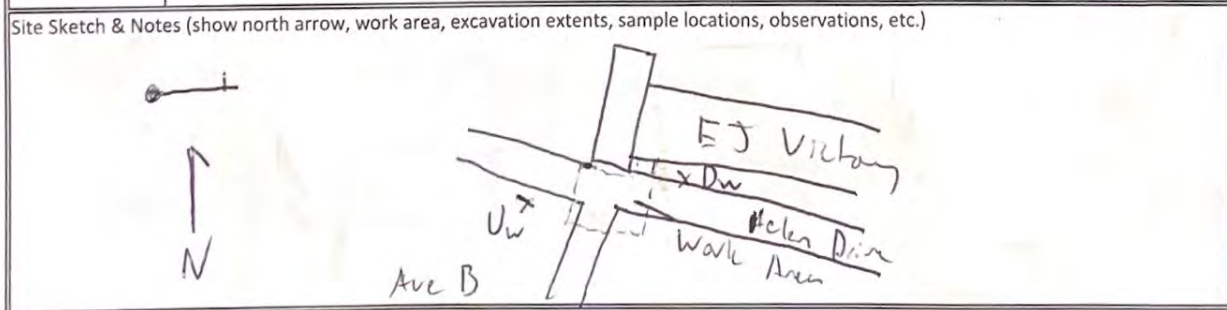 Site Sketch & Notes (show north arrow, work area, excavation extents, sample locations, observations, etc.)
EJ Victory
x Dw
Uw x
Helen Drive
Work Area
N
Ave B